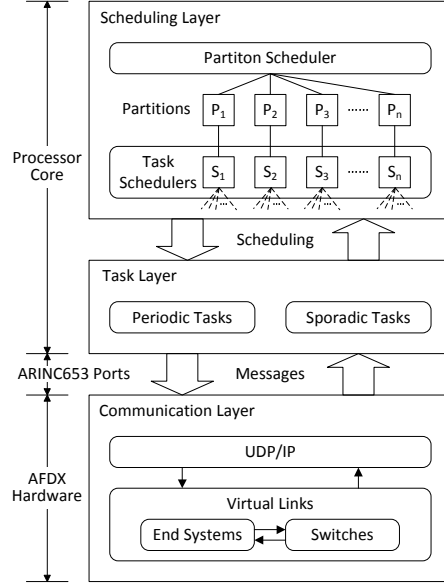 Scheduling Layer
Partiton Scheduler
Partitions
P1 P2 P3 ...... Pn
Processor
Core
Task
Schedulers
S1 S2 S3 ...... Sn
... ... ... ...
Scheduling
Task Layer
Periodic Tasks Sporadic Tasks
ARINC653 Ports Messages
Communication Layer
UDP/IP
AFDX
Hardware
Virtual Links
End Systems Switches